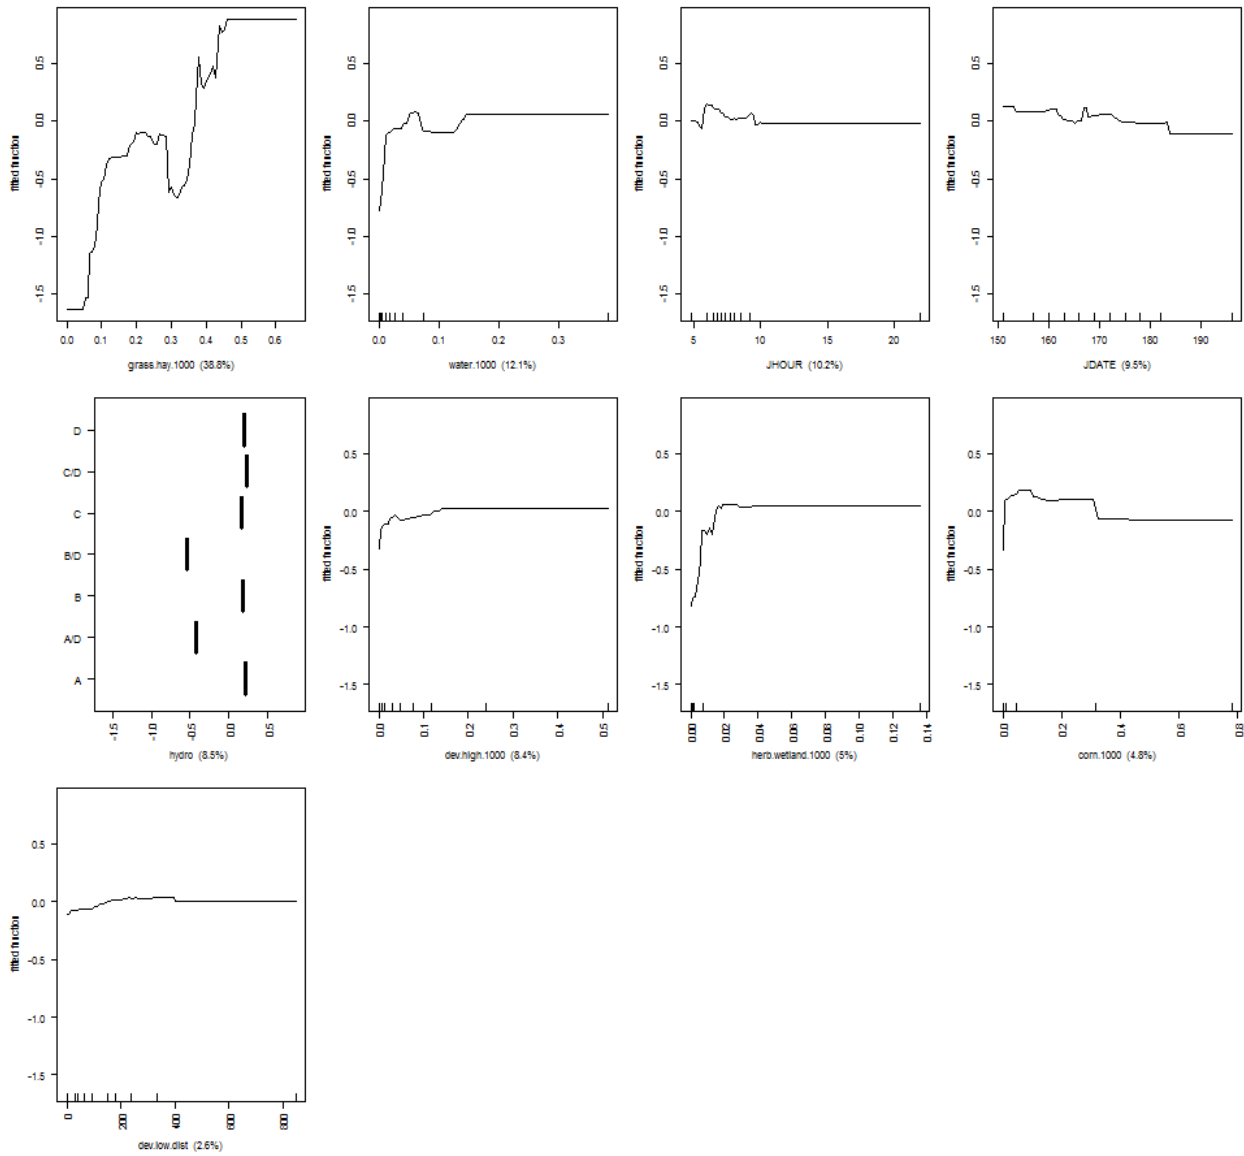 0.5
0.0
-0.5
-1.0
-1.5
fitted function
0.0 0.1 0.2 0.3 0.4 0.5 0.6
grass.hay.1000 (38.8%)
0.5
0.0
-0.5
-1.0
-1.5
fitted function
0.0 0.1 0.2 0.3
water.1000 (12.1%)
0.5
0.0
-0.5
-1.0
-1.5
fitted function
5 10 15 20
JHOUR (10.2%)
0.5
0.0
-0.5
-1.0
-1.5
fitted function
150 160 170 180 190
JDATE (9.5%)
D
C/D
C
B/D
B
A/D
A
-1.5 -1.0 -0.5 0.0 0.5
hydro (8.5%)
0.5
0.0
-0.5
-1.0
-1.5
fitted function
0.0 0.1 0.2 0.3 0.4 0.5
dev.high.1000 (8.4%)
0.5
0.0
-0.5
-1.0
-1.5
fitted function
0.00 0.02 0.04 0.06 0.08 0.10 0.12 0.14
herb.wetland.1000 (5%)
0.5
0.0
-0.5
-1.0
-1.5
fitted function
0.0 0.2 0.4 0.6 0.8
corn.1000 (4.8%)
0.5
0.0
-0.5
-1.0
-1.5
fitted function
0 200 400 600 800
dev.low.dist (2.6%)